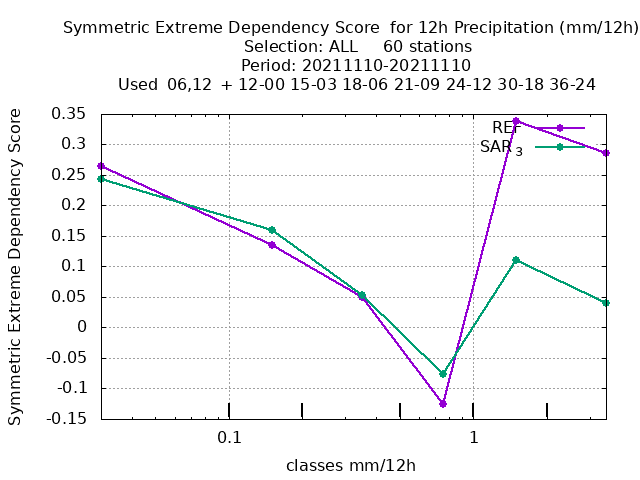 Symmetric Extreme Dependency Score  for 12h Precipitation (mm/12h)
Selection: ALL     60 stations
Period: 20211110-20211110
Used  06,12  + 12-00 15-03 18-06 21-09 24-12 30-18 36-24
Symmetric Extreme Dependency Score
0.35
0.3
0.25
0.2
0.15
0.1
0.05
0
-0.05
-0.1
-0.15
REF
SAR 3
0.1
1
classes mm/12h